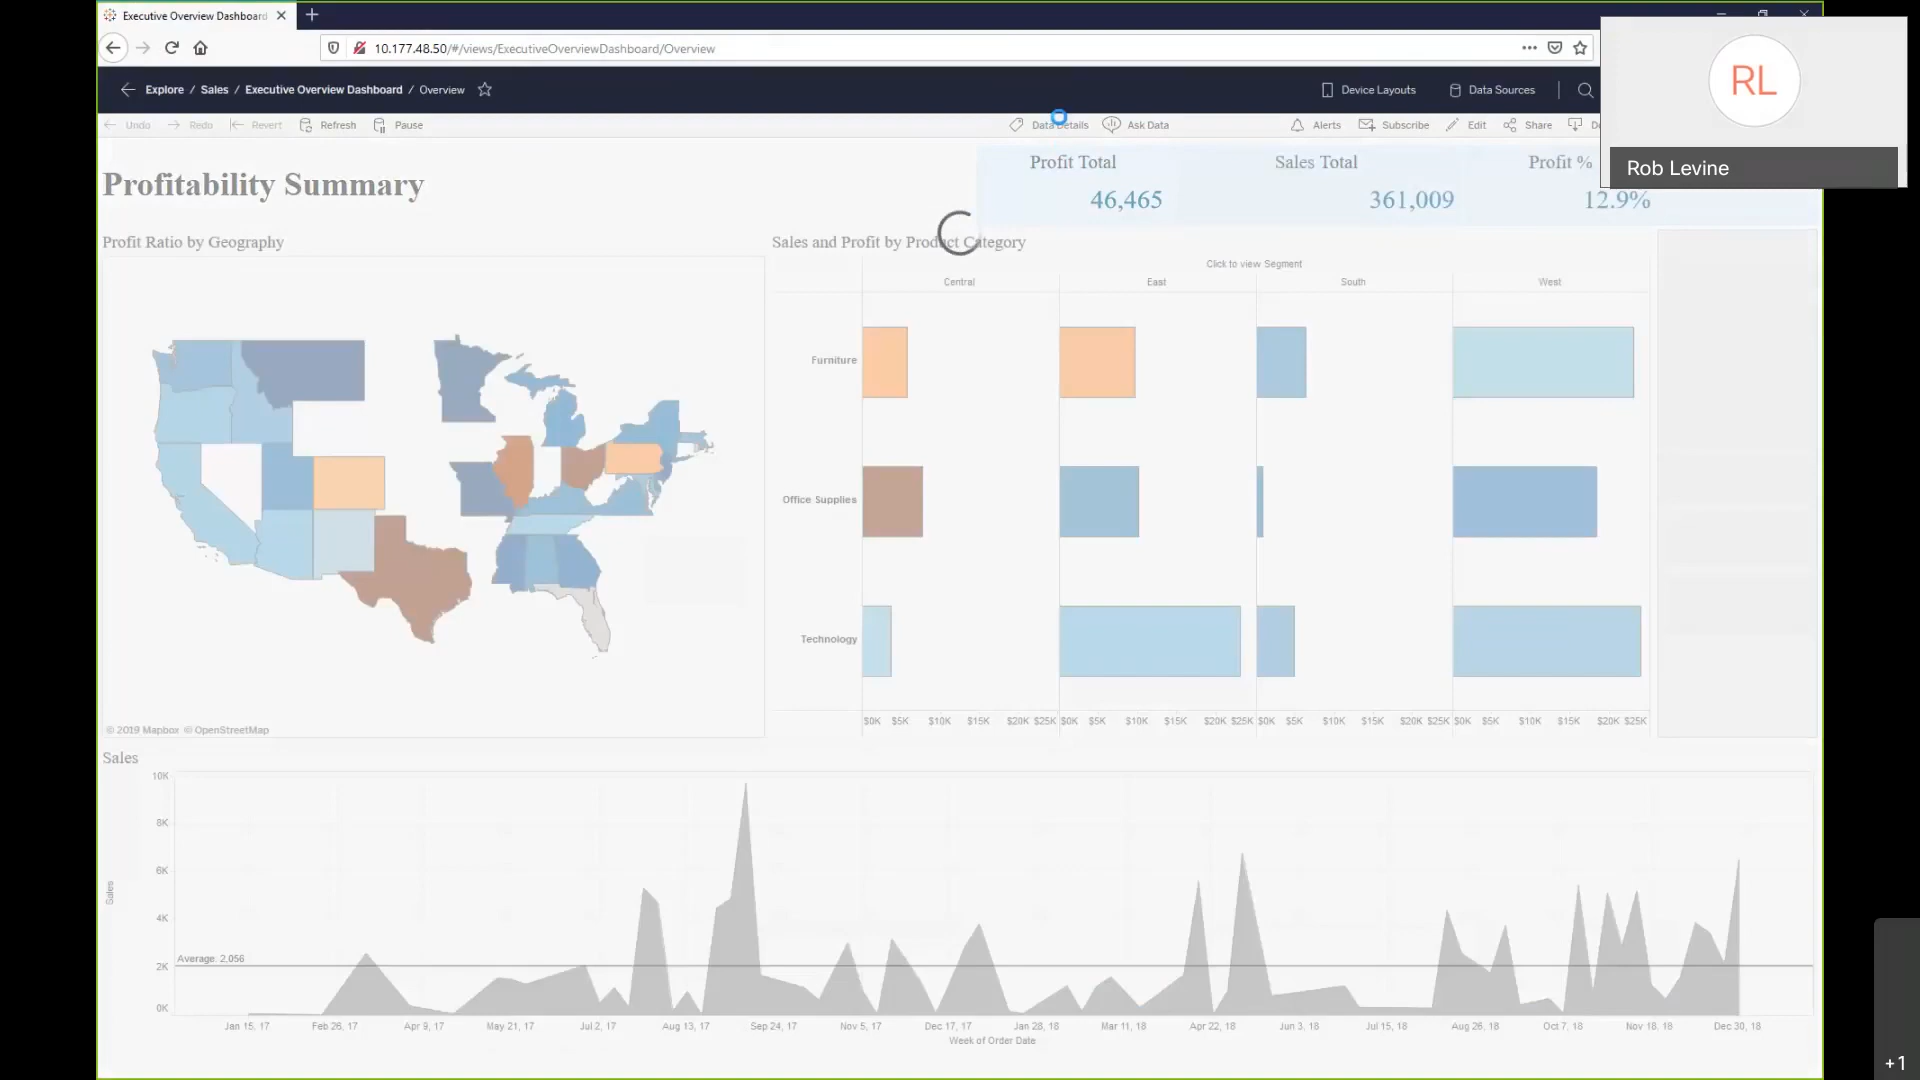 Executive Overview Dashboard
10.177.48.50/#/views/ExecutiveOverviewDashboard/Overview
RL
Rob Levine
Explore / Sales / Executive Overview Dashboard / Overview
Device Layouts
Data Sources
Undo
Redo
Revert
Refresh
Pause
Data Details
Ask Data
Alerts
Subscribe
Edit
Share
Profitability Summary
Profit Total
Sales Total
Profit %
46,465
361,009
12.9%
Profit Ratio by Geography
Sales and Profit by Product Category
Click to view Segment
Central
East
South
West
Furniture
Office Supplies
Technology
$0K $5K $10K $15K $20K $25K $0K $5K $10K $15K $20K $25K $0K $5K $10K $15K $20K $25K $0K $5K $10K $15K $20K $25K
© 2019 Mapbox © OpenStreetMap
Sales
10K
8K
6K
4K
2K
0K
Sales
Average: 2,056
Jan 15, 17
Feb 26, 17
Apr 9, 17
May 21, 17
Jul 2, 17
Aug 13, 17
Sep 24, 17
Nov 5, 17
Dec 17, 17
Jan 28, 18
Mar 11, 18
Apr 22, 18
Jun 3, 18
Jul 15, 18
Aug 26, 18
Oct 7, 18
Nov 18, 18
Dec 30, 18
Week of Order Date
+1